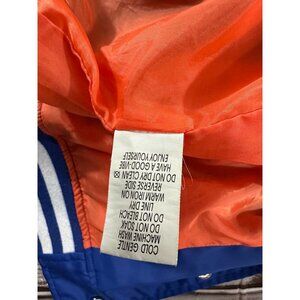 COLD GENTLE
MACHINE WASH
DO NOT SOAK
DO NOT BLEACH
LINE DRY
WARM IRON ON
REVERSE SIDE
DO NOT DRY CLEAN ☒
HAVE A GOOD-VIBE
ENJOY YOURSELF